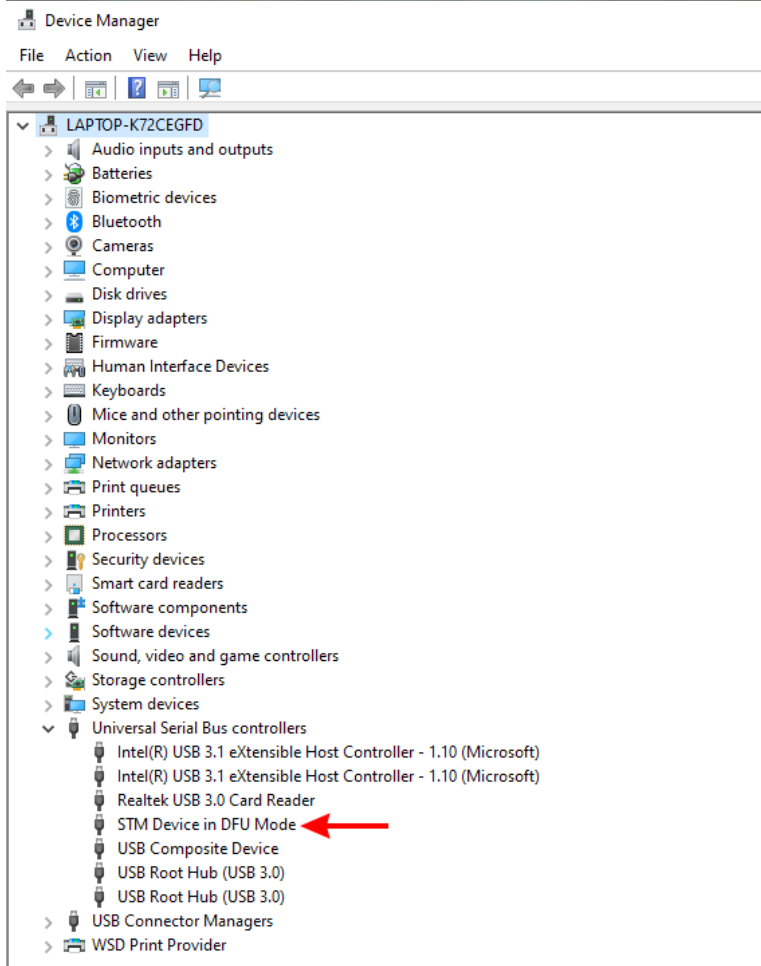 Device Manager
File Action View Help
LAPTOP-K72CEGFD
Audio inputs and outputs
Batteries
Biometric devices
Bluetooth
Cameras
Computer
Disk drives
Display adapters
Firmware
Human Interface Devices
Keyboards
Mice and other pointing devices
Monitors
Network adapters
Print queues
Printers
Processors
Security devices
Smart card readers
Software components
Software devices
Sound, video and game controllers
Storage controllers
System devices
Universal Serial Bus controllers
Intel(R) USB 3.1 eXtensible Host Controller - 1.10 (Microsoft)
Intel(R) USB 3.1 eXtensible Host Controller - 1.10 (Microsoft)
Realtek USB 3.0 Card Reader
STM Device in DFU Mode
USB Composite Device
USB Root Hub (USB 3.0)
USB Root Hub (USB 3.0)
USB Connector Managers
WSD Print Provider